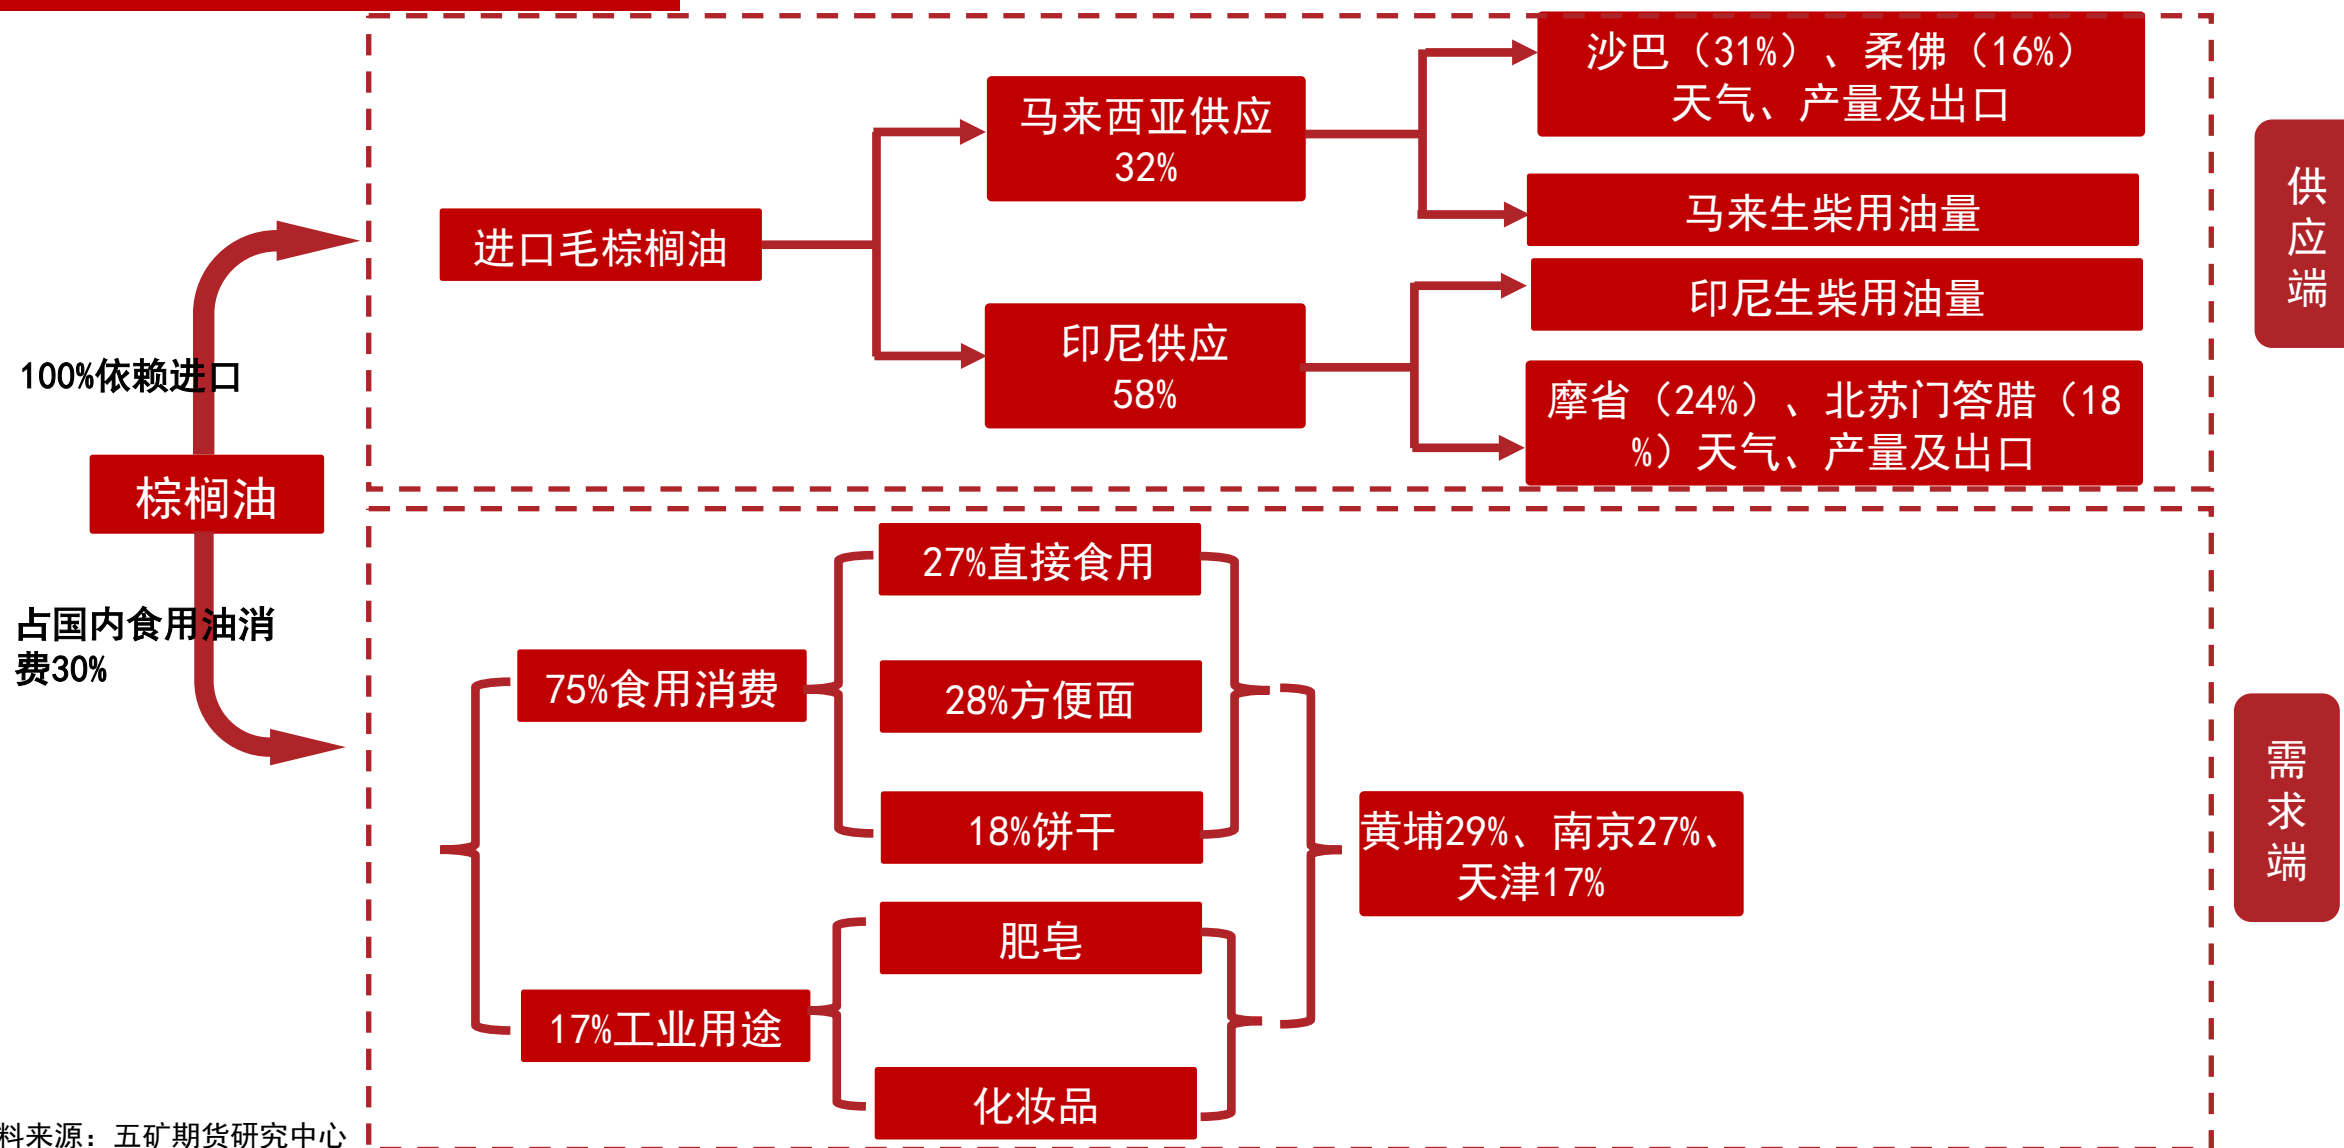 沙巴（31%）、柔佛（16%）
天气、产量及出口
马来西亚供应
32%
马来生柴用油量
进口毛棕榈油
印尼生柴用油量
印尼供应
58%
摩省（24%）、北苏门答腊（18
%）天气、产量及出口
供
应
端
100%依赖进口
棕榈油
占国内食用油消
费30%
27%直接食用
75%食用消费
28%方便面
18%饼干
黄埔29%、南京27%、
天津17%
肥皂
17%工业用途
化妆品
需
求
端
料来源：五矿期货研究中心